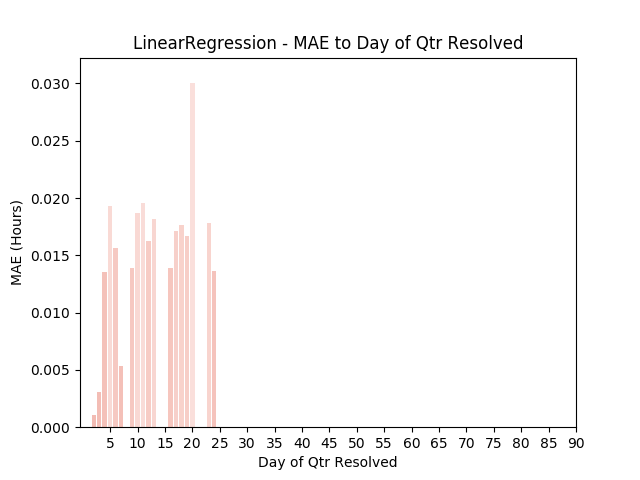 LinearRegression - MAE to Day of Qtr Resolved
0.030
0.025
0.020
0.015
0.010
0.005
0.000
MAE (Hours)
5 10 15 20 25 30 35 40 45 50 55 60 65 70 75 80 85 90
Day of Qtr Resolved